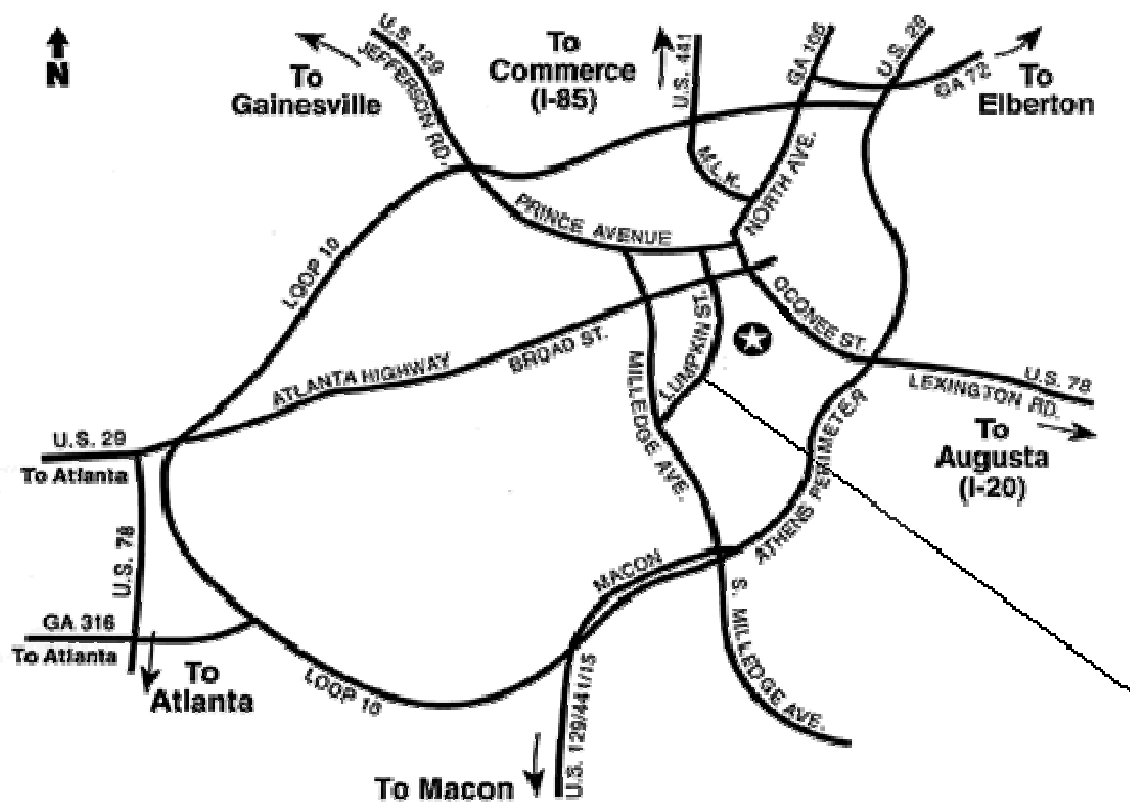 N
U.S. 129
JEFFERSON RD.
To
Gainesville
To
Commerce
(I-85)
U.S. 441
GA 106
U.S. 29
GA 72
To
Elberton
M.L.K.
NORTH AVE.
PRINCE AVENUE
LOOP 10
OCONEE ST.
LUMPKIN ST.
BROAD ST.
ATLANTA HIGHWAY
MILLEDGE AVE.
U.S. 78
LEXINGTON RD.
To
Augusta
(I-20)
U.S. 29
To Atlanta
U.S. 78
ATHENS PERIMETER
MACON
GA 316
To Atlanta
To
Atlanta
LOOP 10
S. MILLEDGE AVE.
U.S. 129/441/15
To Macon